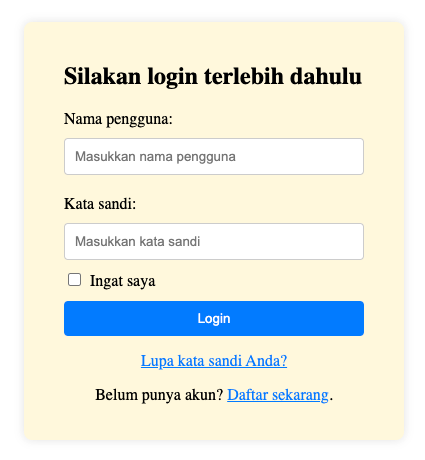 Silakan login terlebih dahulu
Nama pengguna:
Masukkan nama pengguna
Kata sandi:
Masukkan kata sandi
Ingat saya
Login
Lupa kata sandi Anda?
Belum punya akun? Daftar sekarang.